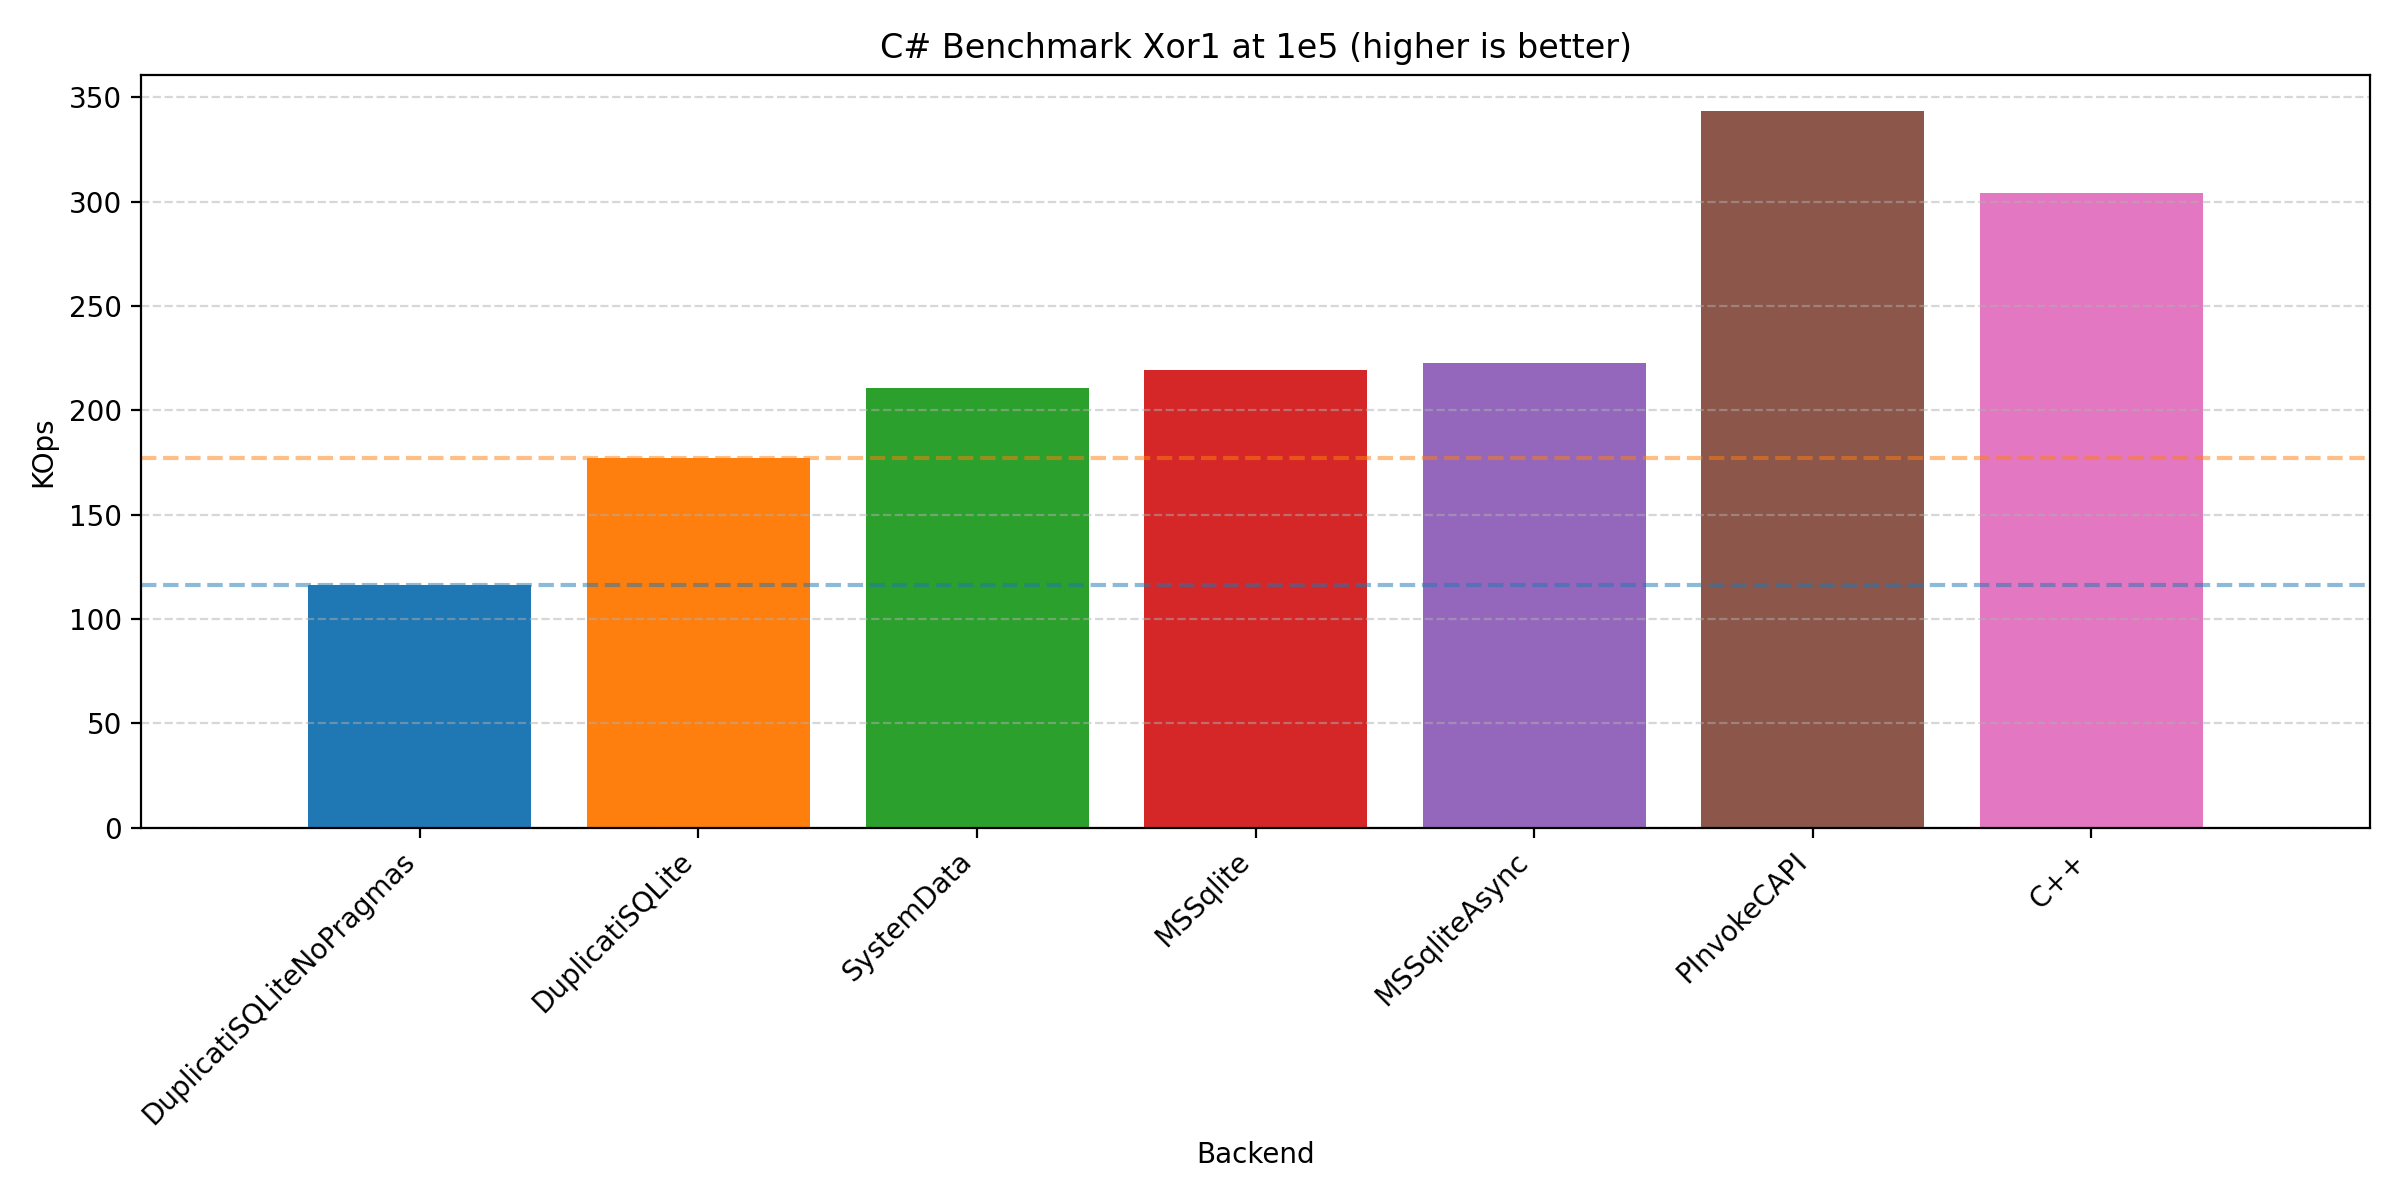 C# Benchmark Xor1 at 1e5 (higher is better)
350
300
250
200
150
100
50
0
KOps
DuplicatiSQLiteNoPragmas
DuplicatiSQLite
SystemData
MSSqlite
MSSqliteAsync
PInvokeCAPI
C++
Backend